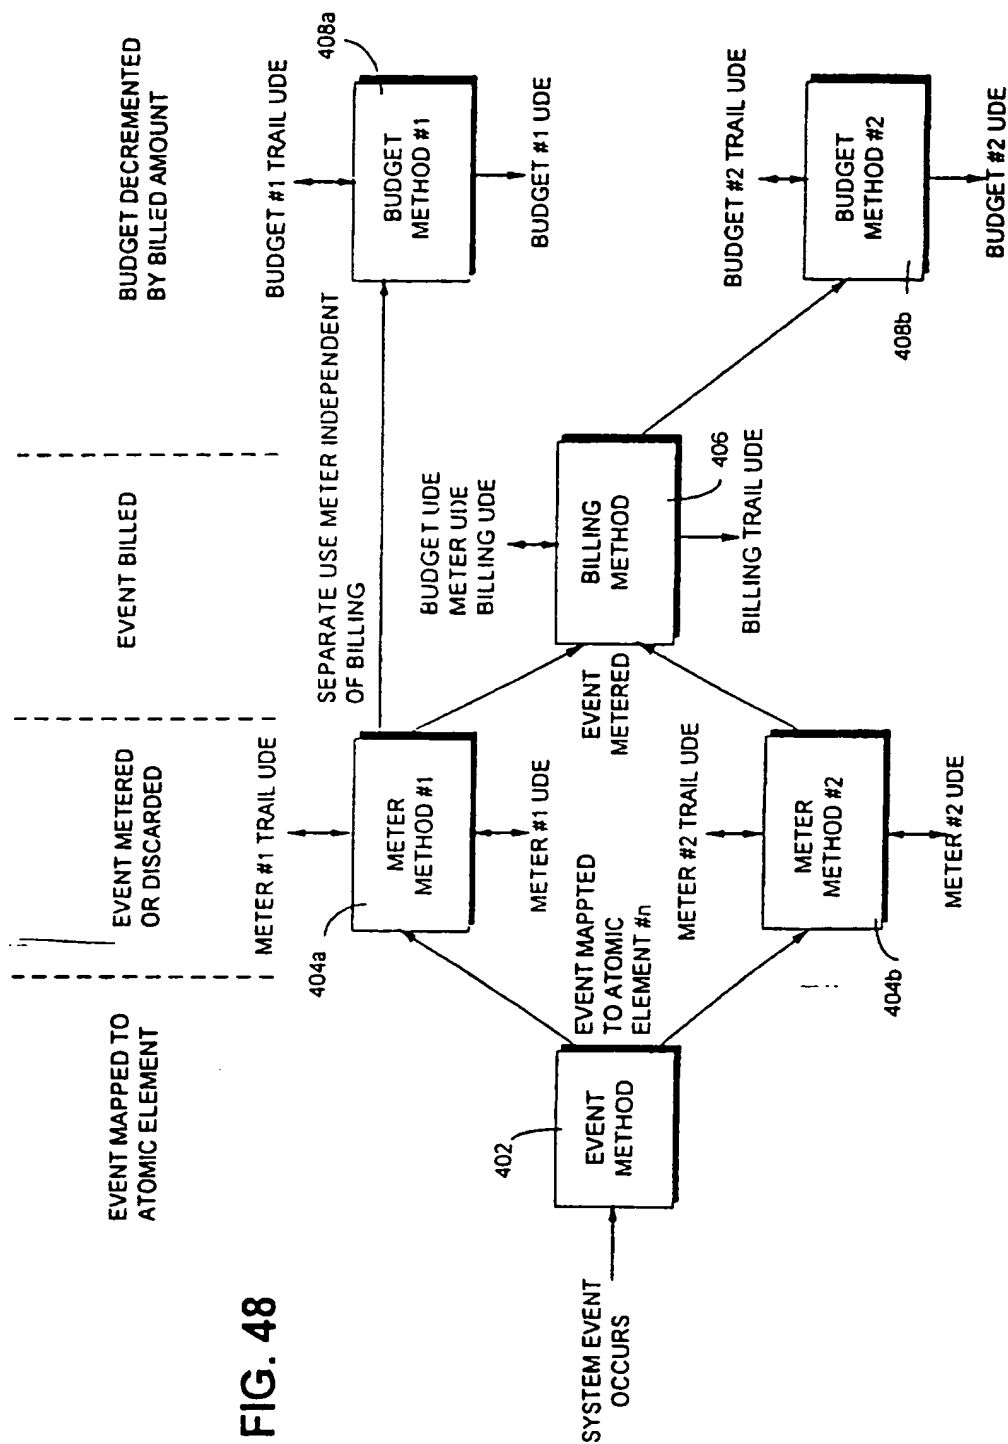 FIG. 48
EVENT MAPPED TO
ATOMIC ELEMENT
EVENT METERED
OR DISCARDED
EVENT BILLED
BUDGET DECREMENTED
BY BILLED AMOUNT
SYSTEM EVENT
OCCURS
402
EVENT
METHOD
EVENT MAPPTED
TO ATOMIC
ELEMENT #n
METER #1 TRAIL UDE
404a
METER
METHOD #1
METER #1 UDE
METER #2 TRAIL UDE
METER
METHOD #2
404b
METER #2 UDE
SEPARATE USE METER INDEPENDENT
OF BILLING
EVENT
METERED
BUDGET UDE
METER UDE
BILLING UDE
BILLING
METHOD
406
BILLING TRAIL UDE
BUDGET #1 TRAIL UDE
408a
BUDGET
METHOD #1
BUDGET #1 UDE
BUDGET #2 TRAIL UDE
BUDGET
METHOD #2
408b
BUDGET #2 UDE